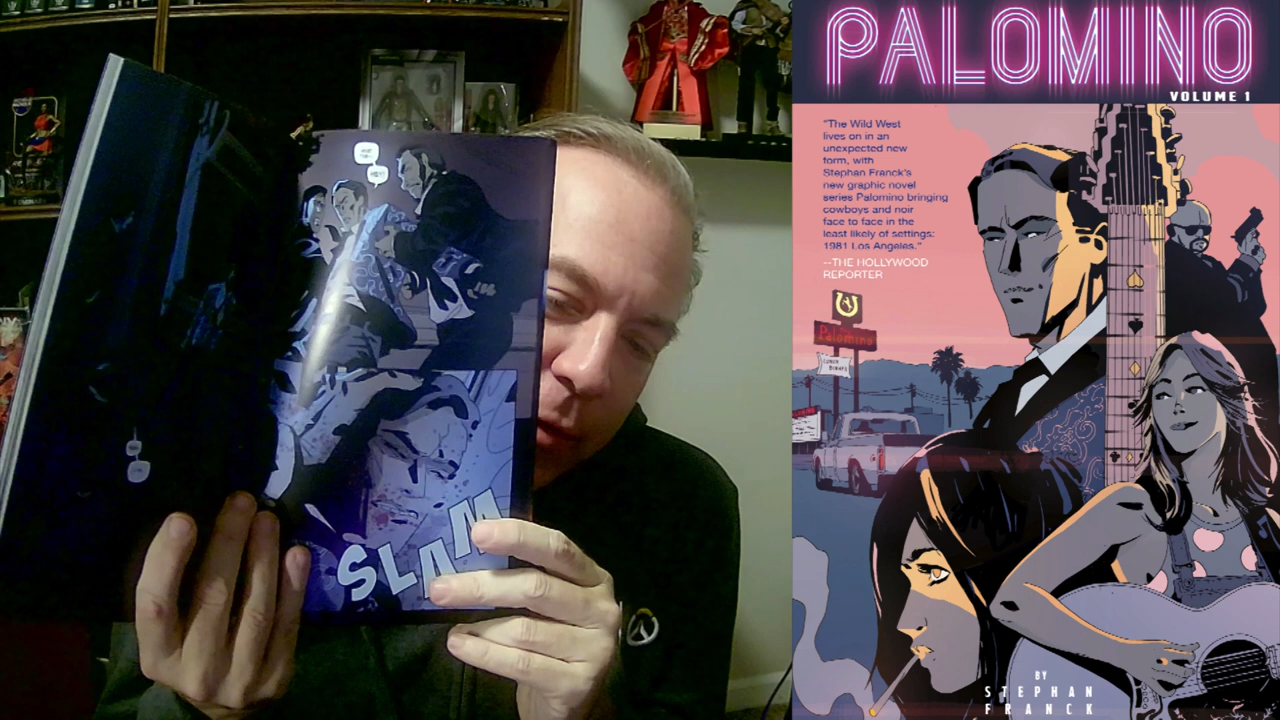 PALOMINO
VOLUME 1
"The Wild West
lives on in an
unexpected new
form, with
Stephan Franck's
new graphic novel
series Palomino bringing
cowboys and noir
face to face in the
least likely of settings:
1981 Los Angeles."
--THE HOLLYWOOD
REPORTER
Palomino
SLAM
BY
STEPHAN
FRANCK